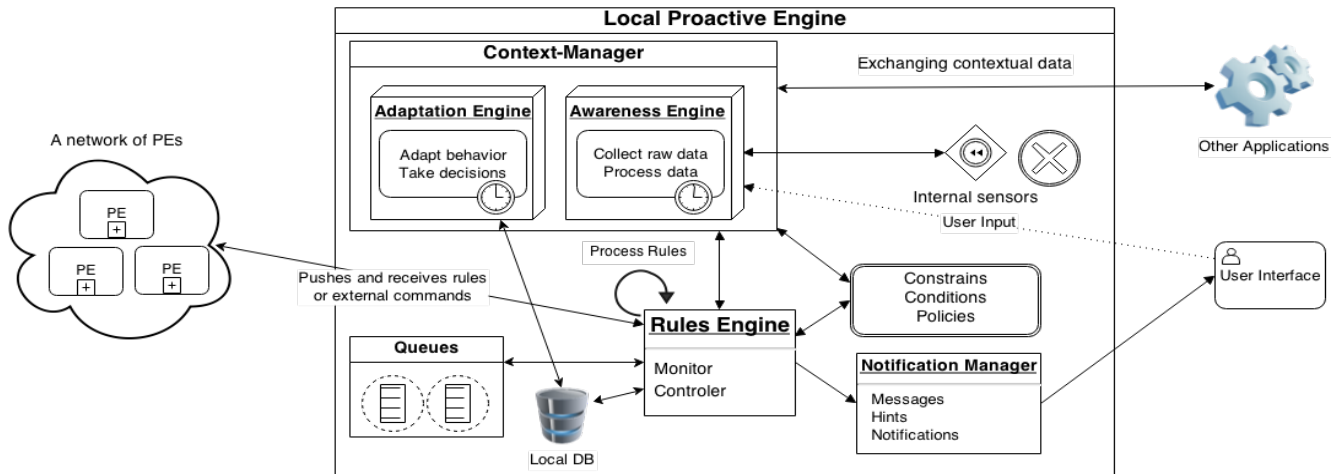 Local Proactive Engine
Context-Manager
Exchanging contextual data
Adaptation Engine
Adapt behavior
Take decisions
Awareness Engine
Collect raw data
Process data
Other Applications
A network of PEs
PE
PE
PE
Internal sensors
User Input
Process Rules
User Interface
Pushes and receives rules
or external commands
Constrains
Conditions
Policies
Rules Engine
Monitor
Controler
Queues
Notification Manager
Messages
Hints
Notifications
Local DB